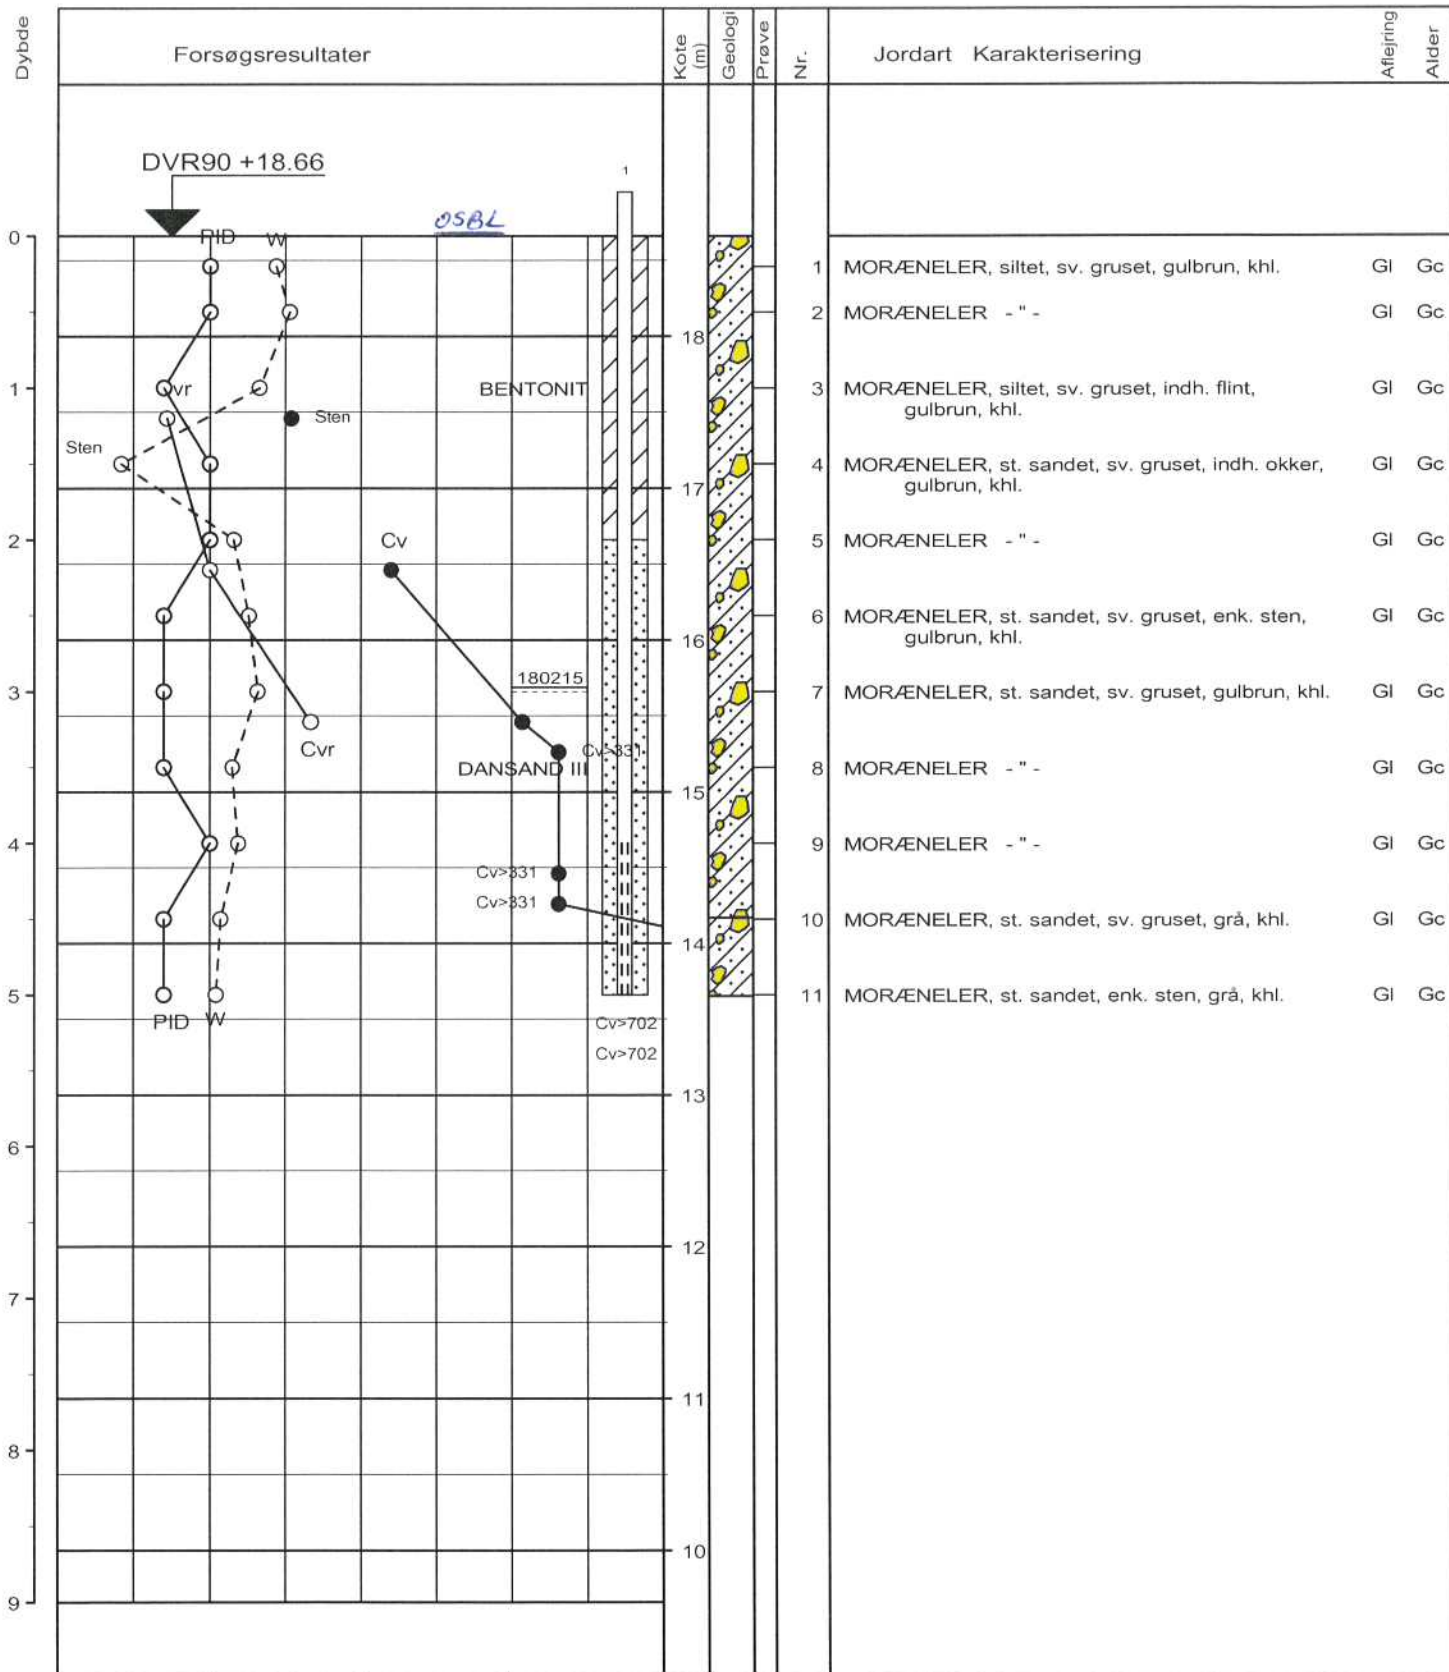 Dybde
Forsøgsresultater
Kote
(m)
Geologi
Prøve
Nr.
Jordart Karakterisering
Aflejring
Alder
DVR90 +18.66
1
OSBL
0
PID
W
1 MORÆNELER, siltet, sv. gruset, gulbrun, khl. Gl Gc
2 MORÆNELER - " - Gl Gc
18
1
Cvr
BENTONIT
3 MORÆNELER, siltet, sv. gruset, indh. flint, Gl Gc
gulbrun, khl.
Sten
Sten
4 MORÆNELER, st. sandet, sv. gruset, indh. okker, Gl Gc
gulbrun, khl.
17
2
Cv
5 MORÆNELER - " - Gl Gc
6 MORÆNELER, st. sandet, sv. gruset, enk. sten, Gl Gc
gulbrun, khl.
16
180215
3
7 MORÆNELER, st. sandet, sv. gruset, gulbrun, khl. Gl Gc
Cvr
Cv>331
DANSAND III
8 MORÆNELER - " - Gl Gc
15
4
9 MORÆNELER - " - Gl Gc
Cv>331
Cv>331
10 MORÆNELER, st. sandet, sv. gruset, grå, khl. Gl Gc
14
5
11 MORÆNELER, st. sandet, enk. sten, grå, khl. Gl Gc
PID
W
Cv>702
Cv>702
13
6
12
7
11
8
10
9